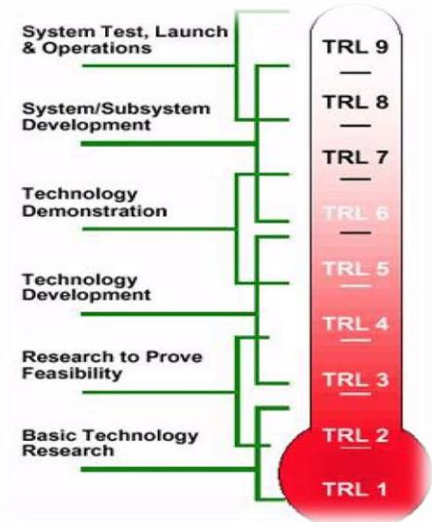 System Test, Launch
& Operations
System/Subsystem
Development
Technology
Demonstration
Technology
Development
Research to Prove
Feasibility
Basic Technology
Research
TRL 9
TRL 8
TRL 7
TRL 6
TRL 5
TRL 4
TRL 3
TRL 2
TRL 1